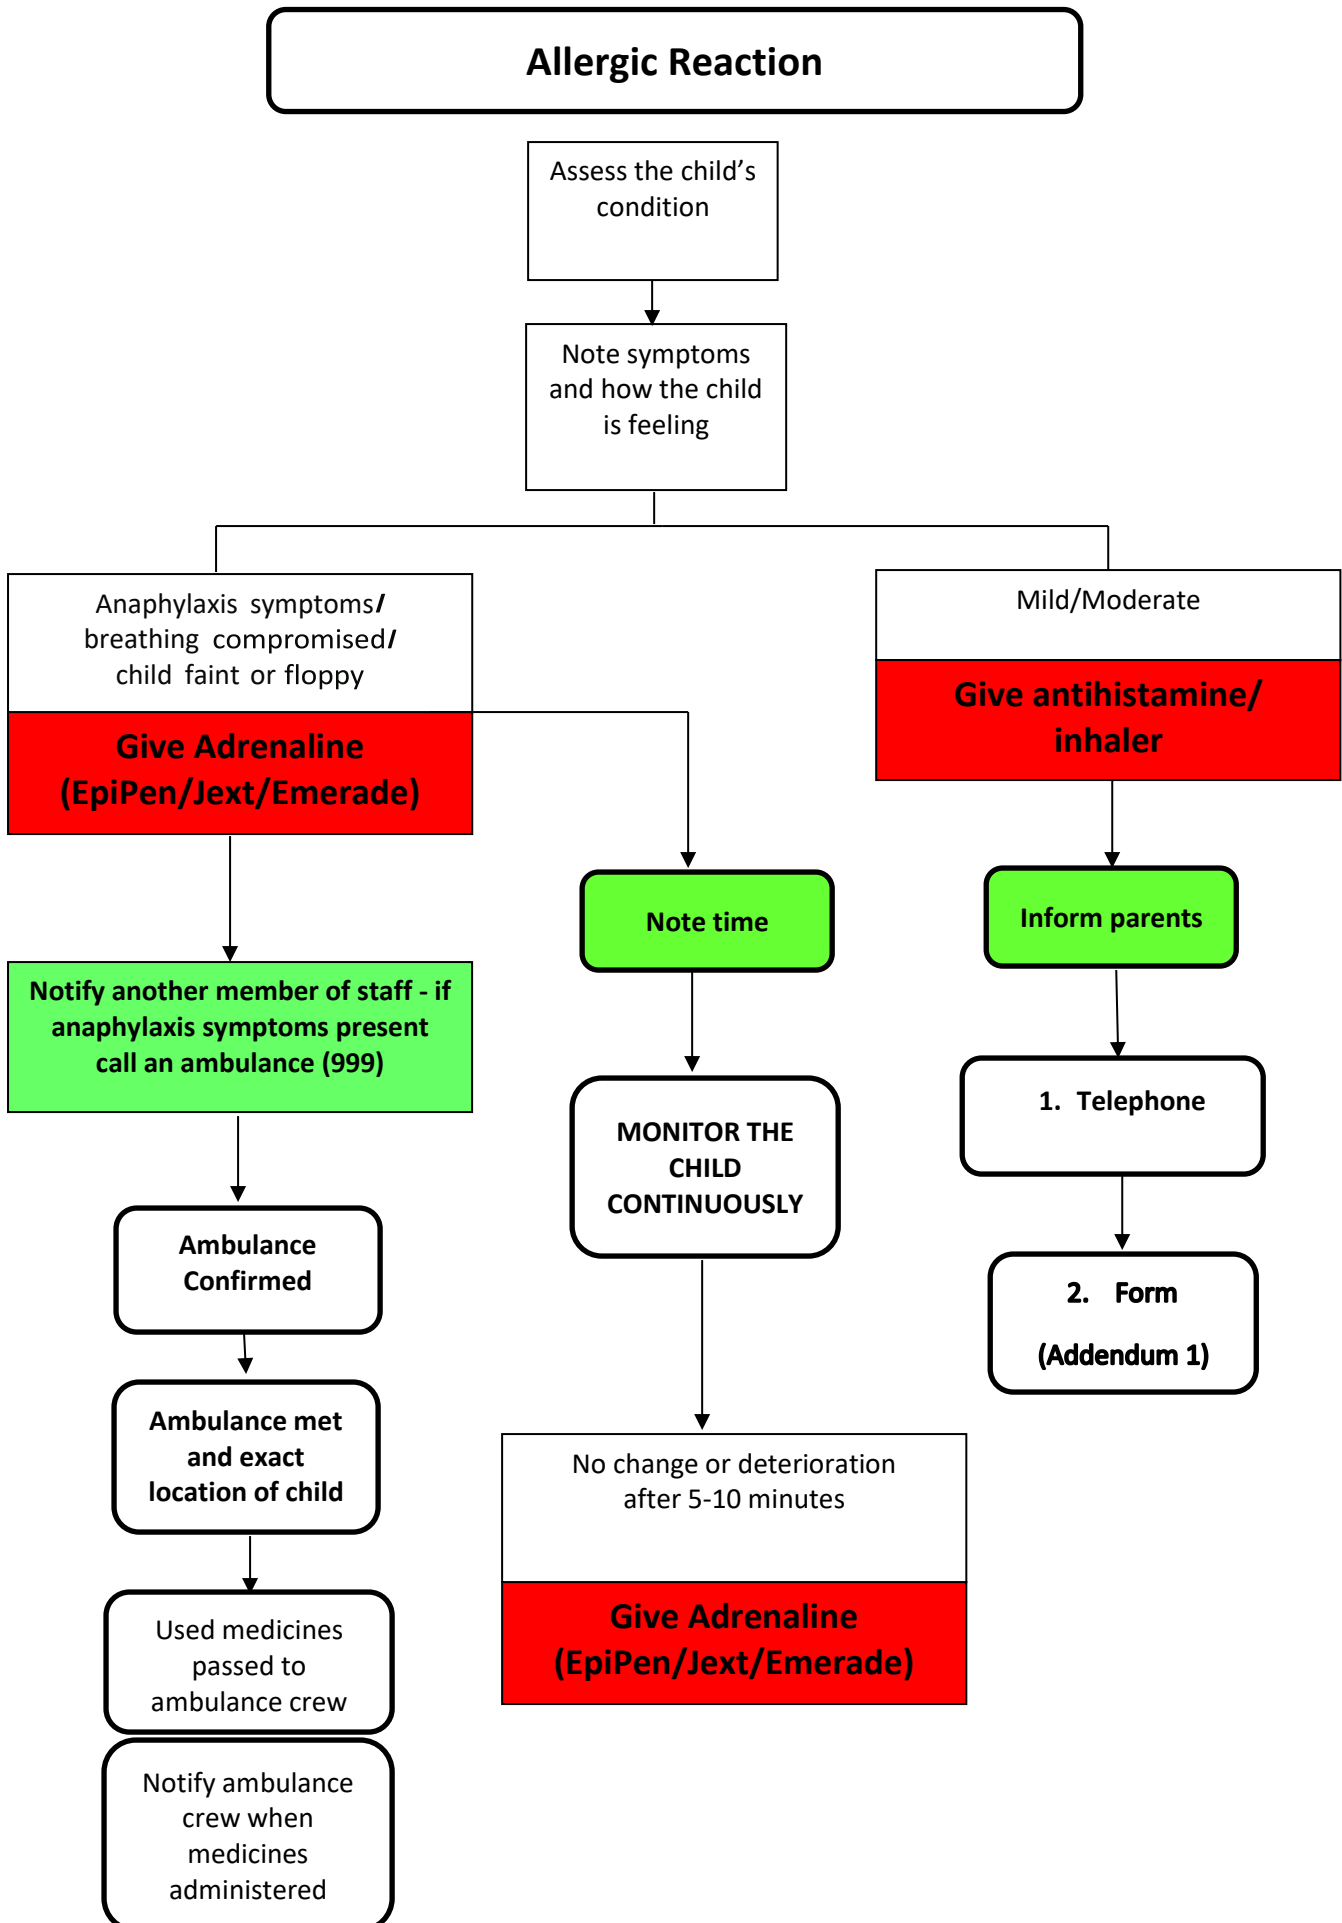 Allergic Reaction
Assess the child’s
condition
Note symptoms
and how the child
is feeling
Anaphylaxis symptoms/
breathing compromised/
child faint or floppy
Give Adrenaline
(EpiPen/Jext/Emerade)
Mild/Moderate
Give antihistamine/
inhaler
Note time
Inform parents
Notify another member of staff - if
anaphylaxis symptoms present
call an ambulance (999)
MONITOR THE
CHILD
CONTINUOUSLY
1. Telephone
Ambulance
Confirmed
2. Form
(Addendum 1)
Ambulance met
and exact
location of child
No change or deterioration
after 5-10 minutes
Give Adrenaline
(EpiPen/Jext/Emerade)
Used medicines
passed to
ambulance crew
Notify ambulance
crew when
medicines
administered